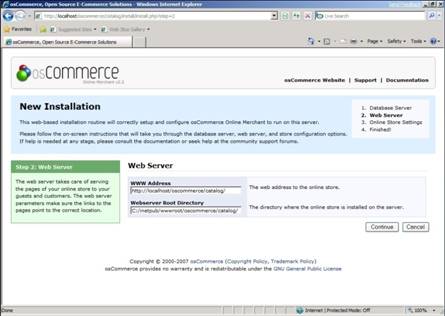 osCommerce, Open Source E-Commerce Solutions - Windows Internet Explorer
http://localhost/oscommerce/catalog/install/install.php?step=2
Live Search
Favorites
Suggested Sites
Web Slice Gallery
osCommerce, Open Source E-Commerce Solutions
Page
Safety
Tools
osCommerce
Online Merchant v2.2
osCommerce Website | Support | Documentation
New Installation
This web-based installation routine will correctly setup and configure osCommerce Online Merchant to run on this server.
Please follow the on-screen instructions that will take you through the database server, web server, and store configuration options.
If help is needed at any stage, please consult the documentation or seek help at the community support forums.
1. Database Server
2. Web Server
3. Online Store Settings
4. Finished!
Step 2: Web Server
The web server takes care of serving
the pages of your online store to your
guests and customers. The web server
parameters make sure the links to the
pages point to the correct location.
Web Server
WWW Address
http://localhost/oscommerce/catalog/
The web address to the online store.
Webserver Root Directory
C:/inetpub/wwwroot/oscommerce/catalog/
The directory where the online store is installed on the server.
Continue
Cancel
Copyright © 2000-2007 osCommerce (Copyright Policy, Trademark Policy)
osCommerce provides no warranty and is redistributable under the GNU General Public License
Done
Internet | Protected Mode: Off
100%